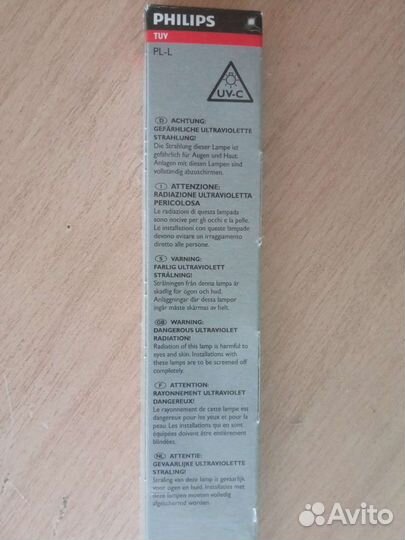 PHILIPS
TUV
PL-L
UV-C
D ACHTUNG:
GEFÄHRLICHE ULTRAVIOLETTE
STRAHLUNG!
Die Strahlung dieser Lampe ist
gefährlich für Augen und Haut.
Anlagen mit diesen Lampen sind
vollständig abzuschirmen.
I ATTENZIONE:
RADIAZIONE ULTRAVIOLETTA
PERICOLOSA
Le radiazioni di questa lampada
sono nocive per gli occhi e la pelle.
Le installazioni con queste lampade
devono evitare un irraggiamento
diretto alle persone.
S VARNING:
FARLIG ULTRAVIOLETT
STRÅLNING!
Strålningen från denna lampa är
skadlig för ögon och hud.
Anläggningar där dessa lampor
ingår måste skärmas av helt.
GB WARNING:
DANGEROUS ULTRAVIOLET
RADIATION!
Radiation of this lamp is harmful to
eyes and skin. Installations with
these lamps are to be screened off
completely.
F ATTENTION:
RAYONNEMENT ULTRAVIOLET
DANGEREUX!
Le rayonnement de cette lampe est
dangereux pour les yeux et pour la
peau. Les installations qui en sont
équipées doivent être entièrement
blindées.
NL ATTENTIE:
GEVAARLIJKE ULTRAVIOLETTE
STRALING!
Straling van deze lamp is gevaarlijk
voor ogen en huid. Installaties met
deze lampen moeten volledig
afgeschermd worden.
Avito